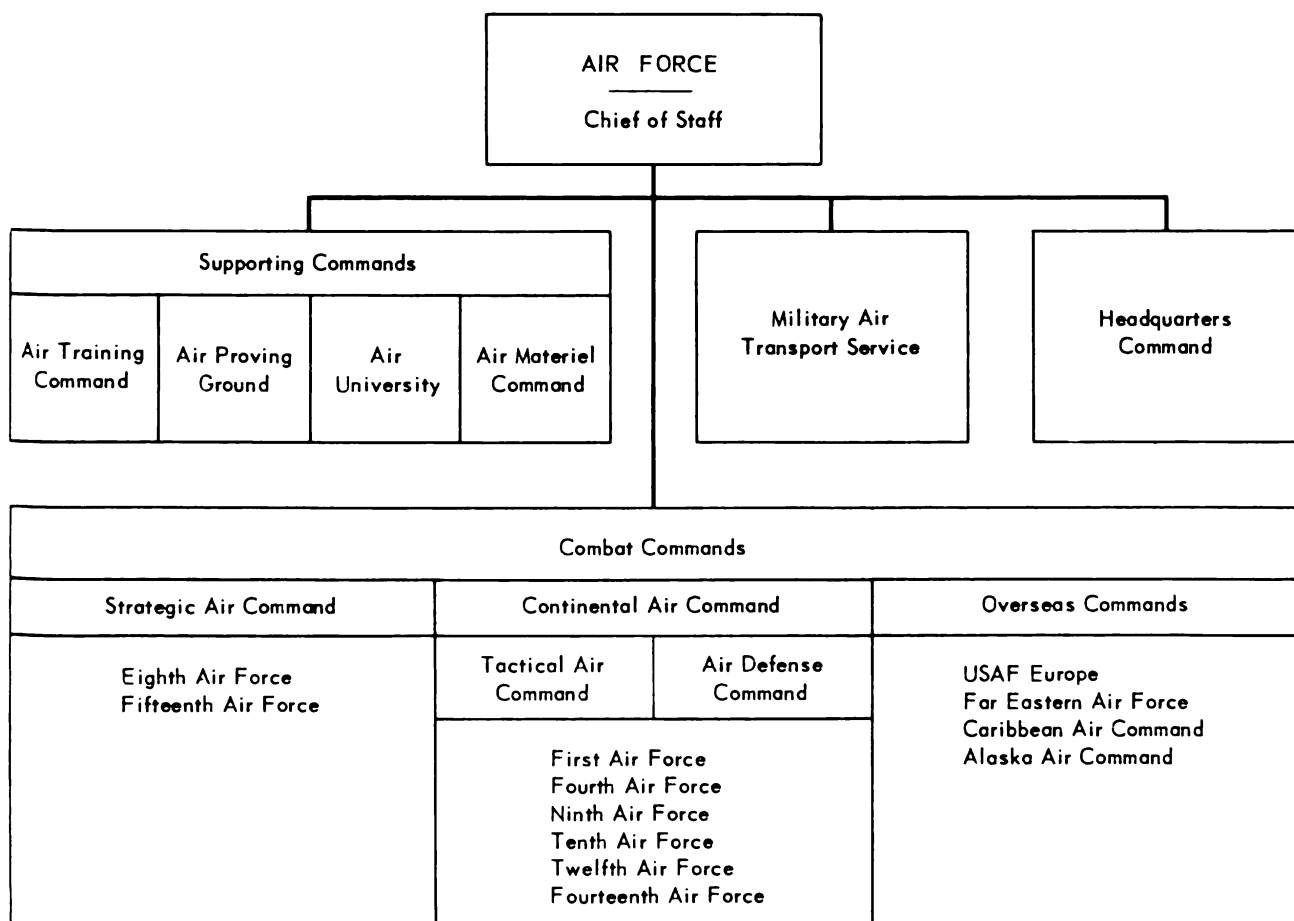 AIR FORCE
Chief of Staff
Supporting Commands
Air Training
Command
Air Proving
Ground
Air
University
Air Materiel
Command
Military Air
Transport Service
Headquarters
Command
Combat Commands
Strategic Air Command
Eighth Air Force
Fifteenth Air Force
Continental Air Command
Tactical Air
Command
Air Defense
Command
First Air Force
Fourth Air Force
Ninth Air Force
Tenth Air Force
Twelfth Air Force
Fourteenth Air Force
Overseas Commands
USAF Europe
Far Eastern Air Force
Caribbean Air Command
Alaska Air Command